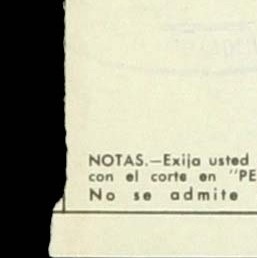 NOTAS.—Exija usted
con el corte en "PE
No se admite